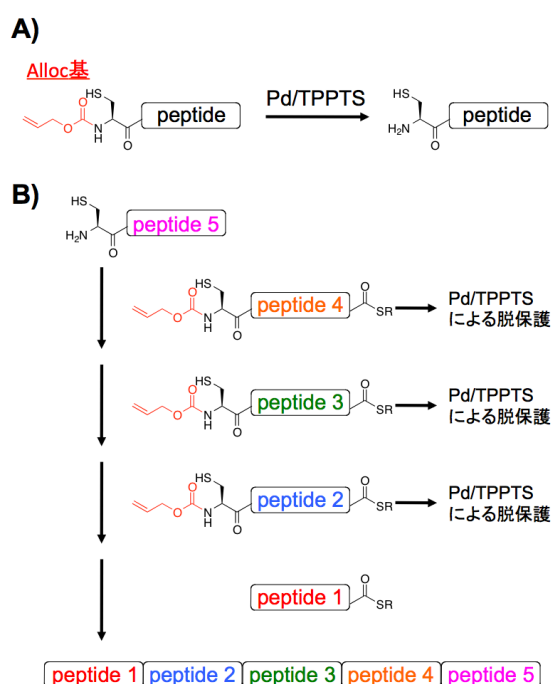 A)
Alloc基
HS
O
O
N
H
O
peptide
Pd/TPPTS
HS
H2N
O
peptide
B)
HS
H2N
O
peptide 5
HS
O
O
N
H
O
peptide 4
O
SR
Pd/TPPTS
による脱保護
HS
O
O
N
H
O
peptide 3
O
SR
Pd/TPPTS
による脱保護
HS
O
O
N
H
O
peptide 2
O
SR
Pd/TPPTS
による脱保護
peptide 1
O
SR
peptide 1 peptide 2 peptide 3 peptide 4 peptide 5